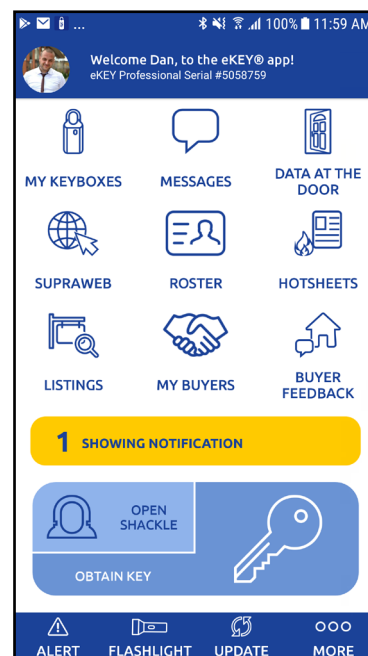 ... 100% 11:59 AM
Welcome Dan, to the eKEY® app!
eKEY Professional Serial #5058759
MY KEYBOXES
MESSAGES
DATA AT THE
DOOR
SUPRAWEB
ROSTER
HOTSHEETS
LISTINGS
MY BUYERS
BUYER
FEEDBACK
1 SHOWING NOTIFICATION
OPEN
SHACKLE
OBTAIN KEY
ALERT
FLASHLIGHT
UPDATE
MORE